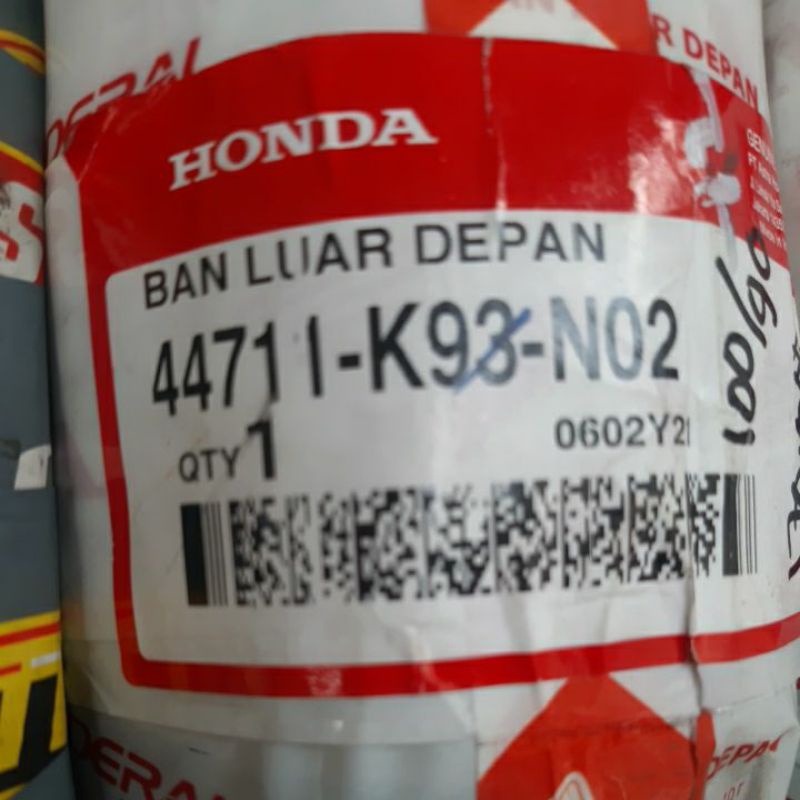 R DEPAN
HONDA
BAN LUAR DEPAN
44711-K93-N02
QTY 1
0602Y21
100/90